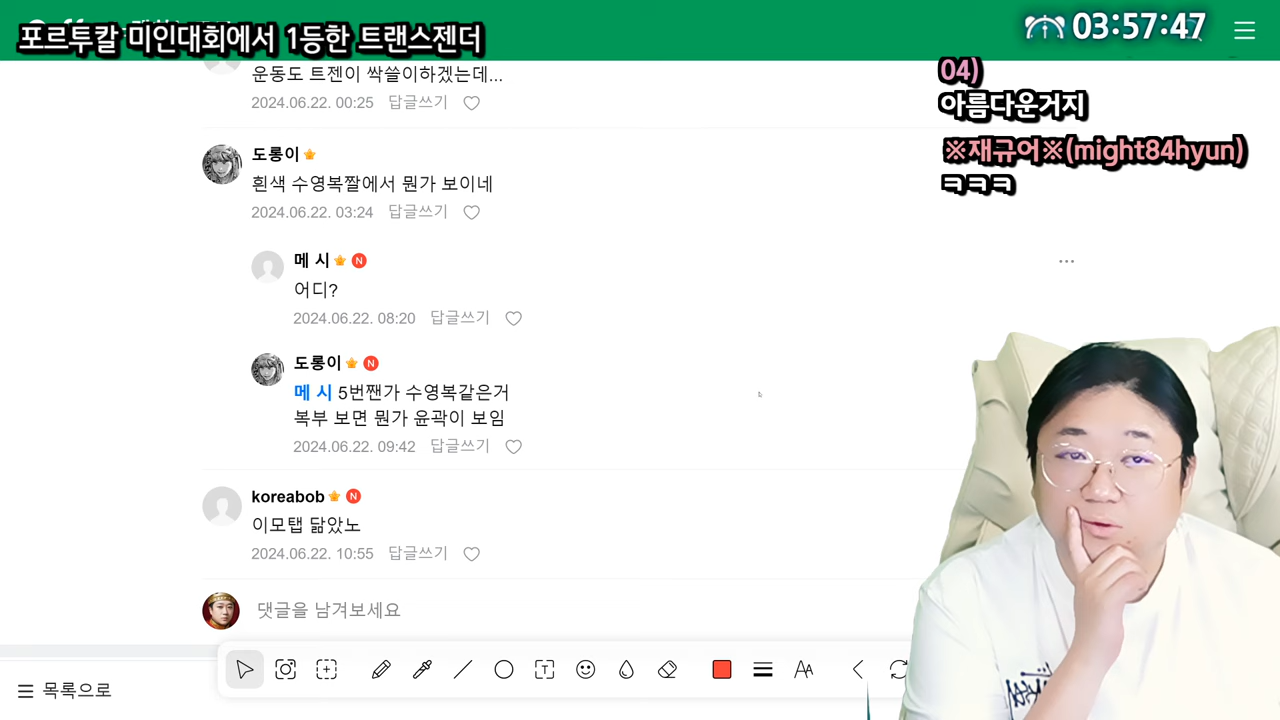 포르투칼 미인대회에서 1등한 트랜스젠더
03:57:47
04)
아름다운거지
※재규어※(might84hyun)
ㅋㅋㅋ
운동도 트젠이 싹쓸이하겠는데...
2024.06.22. 00:25 답글쓰기
도롱이
흰색 수영복짤에서 뭔가 보이네
2024.06.22. 03:24 답글쓰기
메 시 N
어디?
2024.06.22. 08:20 답글쓰기
도롱이 N
메 시 5번짼가 수영복같은거
복부 보면 뭔가 윤곽이 보임
2024.06.22. 09:42 답글쓰기
koreabob N
이모탭 닮았노
2024.06.22. 10:55 답글쓰기
댓글을 남겨보세요
목록으로